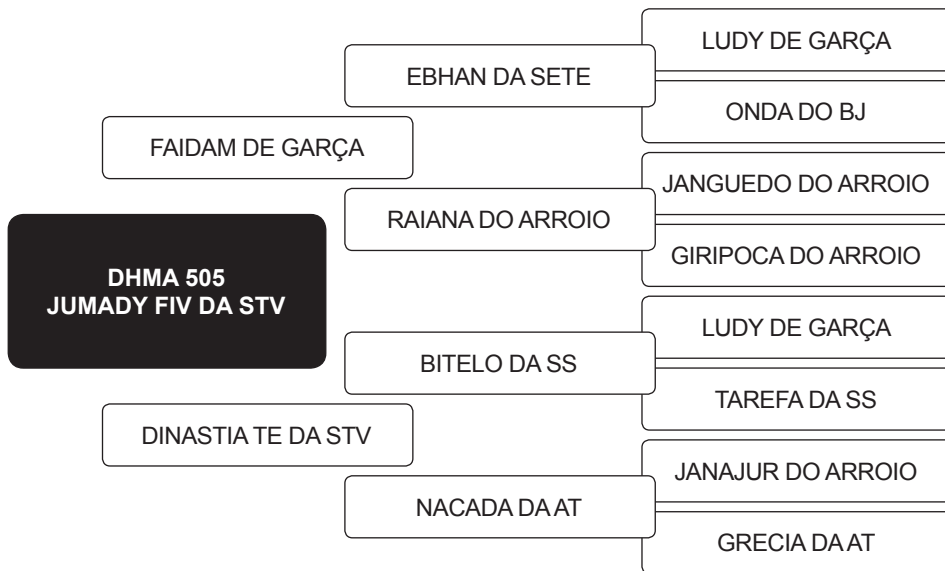 LUDY DE GARÇA
EBHAN DA SETE
ONDA DO BJ
FAIDAM DE GARÇA
JANGUEDO DO ARROIO
RAIANA DO ARROIO
GIRIPOCA DO ARROIO
DHMA 505
JUMADY FIV DA STV
LUDY DE GARÇA
BITELO DA SS
TAREFA DA SS
DINASTIA TE DA STV
JANAJUR DO ARROIO
NACADA DA AT
GRECIA DA AT